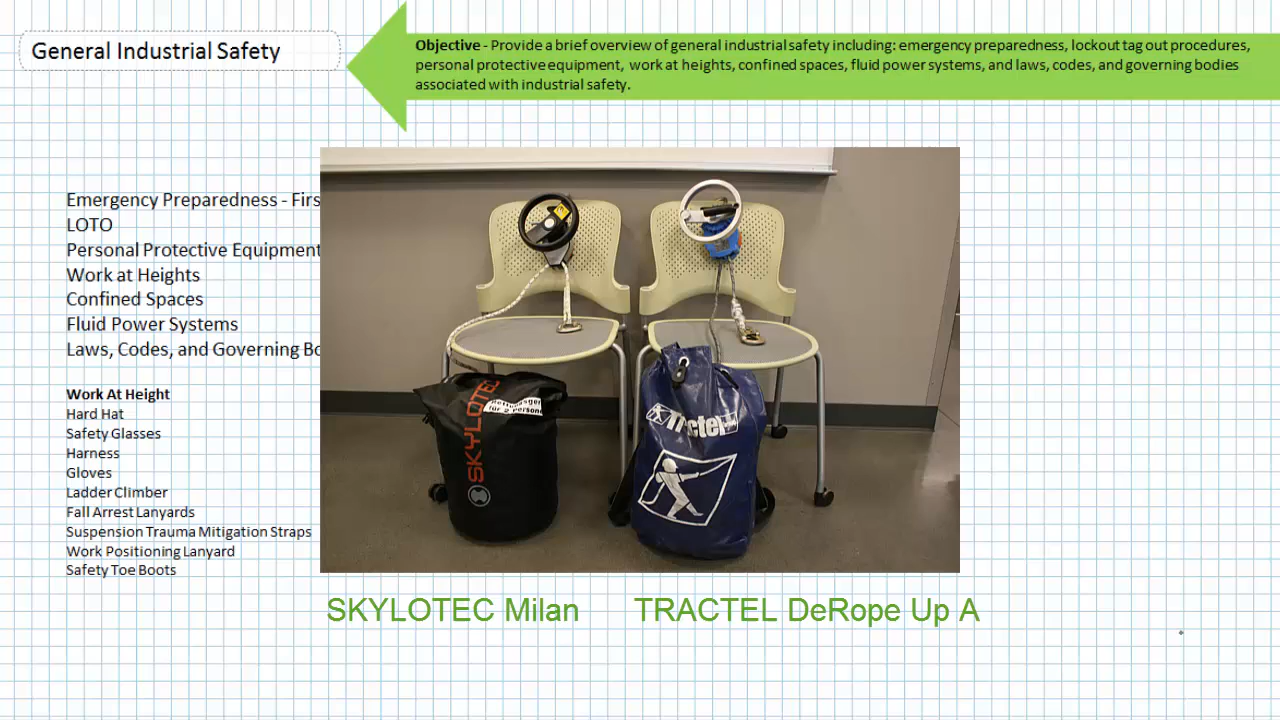 General Industrial Safety
Objective - Provide a brief overview of general industrial safety including: emergency preparedness, lockout tag out procedures,
personal protective equipment, work at heights, confined spaces, fluid power systems, and laws, codes, and governing bodies
associated with industrial safety.
Emergency Preparedness - Firs
LOTO
Personal Protective Equipment
Work at Heights
Confined Spaces
Fluid Power Systems
Laws, Codes, and Governing Bo
Work At Height
Hard Hat
Safety Glasses
Harness
Gloves
Ladder Climber
Fall Arrest Lanyards
Suspension Trauma Mitigation Straps
Work Positioning Lanyard
Safety Toe Boots
SKYLOTEC
für 2 Persone
Tractel
SKYLOTEC Milan
TRACTEL DeRope Up A